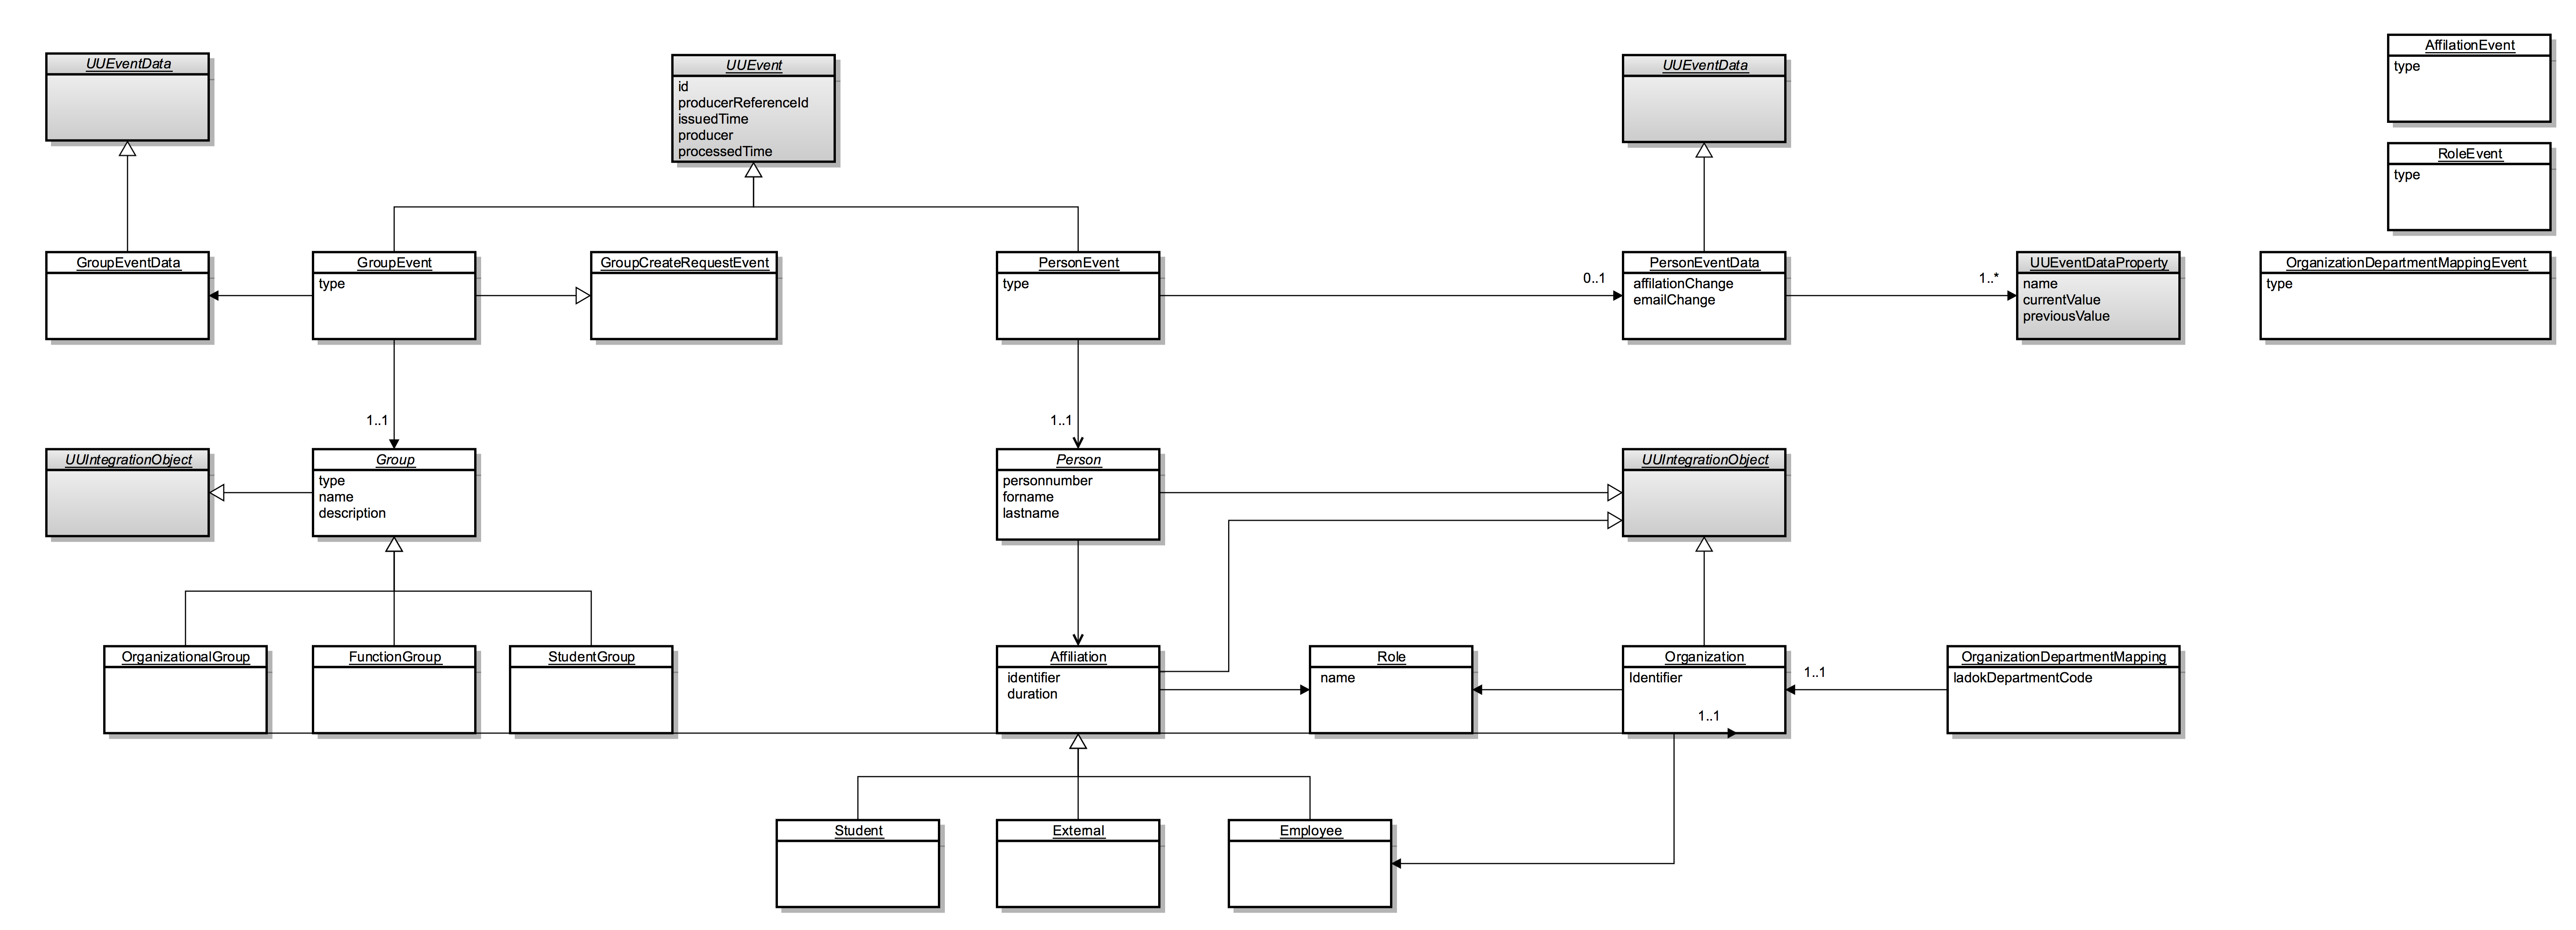 UUEventData
UUEvent
id
producerReferenceId
issuedTime
producer
processedTime
UUEventData
AffilationEvent
type
RoleEvent
type
GroupEventData
GroupEvent
type
GroupCreateRequestEvent
PersonEvent
type
0..1
PersonEventData
affilationChange
emailChange
1..*
UUEventDataProperty
name
currentValue
previousValue
OrganizationDepartmentMappingEvent
type
1..1
1..1
UUIntegrationObject
Group
type
name
description
Person
personnumber
forname
lastname
UUIntegrationObject
OrganizationalGroup
FunctionGroup
StudentGroup
Affiliation
identifier
duration
Role
name
Organization
Identifier
1..1
1..1
OrganizationDepartmentMapping
ladokDepartmentCode
Student
External
Employee